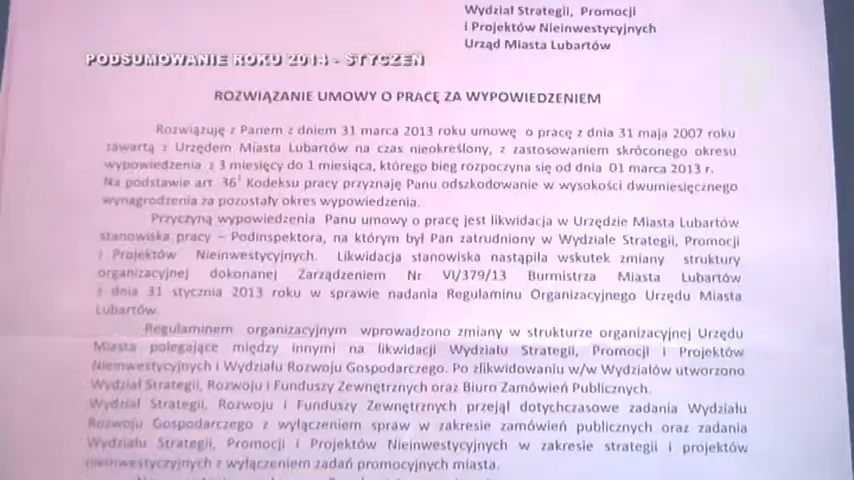 Wydział Strategii, Promocji
i Projektów Nieinwestycyjnych
Urząd Miasta Lubartów
PODSUMOWANIE ROKU 2014 - STYCZEŃ
ROZWIĄZANIE UMOWY O PRACĘ ZA WYPOWIEDZENIEM
Rozwiązuję z Panem z dniem 31 marca 2013 roku umowę o pracę z dnia 31 maja 2007 roku
zawartą z Urzędem Miasta Lubartów na czas nieokreślony, z zastosowaniem skróconego okresu
wypowiedzenia z 3 miesięcy do 1 miesiąca, którego bieg rozpoczyna się od dnia 01 marca 2013 r.
Na podstawie art. 36¹ Kodeksu pracy przyznaję Panu odszkodowanie w wysokości dwumiesięcznego
wynagrodzenia za pozostały okres wypowiedzenia.
Przyczyną wypowiedzenia Panu umowy o pracę jest likwidacja w Urzędzie Miasta Lubartów
stanowiska pracy – Podinspektora, na którym był Pan zatrudniony w Wydziale Strategii, Promocji
i Projektów Nieinwestycyjnych. Likwidacja stanowiska nastąpiła wskutek zmiany struktury
organizacyjnej dokonanej Zarządzeniem Nr VI/379/13 Burmistrza Miasta Lubartów
z dnia 31 stycznia 2013 roku w sprawie nadania Regulaminu Organizacyjnego Urzędu Miasta
Lubartów.
Regulaminem organizacyjnym wprowadzono zmiany w strukturze organizacyjnej Urzędu
Miasta polegające między innymi na likwidacji Wydziału Strategii, Promocji i Projektów
Nieinwestycyjnych i Wydziału Rozwoju Gospodarczego. Po zlikwidowaniu w/w Wydziałów utworzono
Wydział Strategii, Rozwoju i Funduszy Zewnętrznych oraz Biuro Zamówień Publicznych.
Wydział Strategii, Rozwoju i Funduszy Zewnętrznych przejął dotychczasowe zadania Wydziału
Rozwoju Gospodarczego z wyłączeniem spraw w zakresie zamówień publicznych oraz zadania
Wydziału Strategii, Promocji i Projektów Nieinwestycyjnych w zakresie strategii i projektów
nieinwestycyjnych z wyłączeniem zadań promocyjnych miasta.